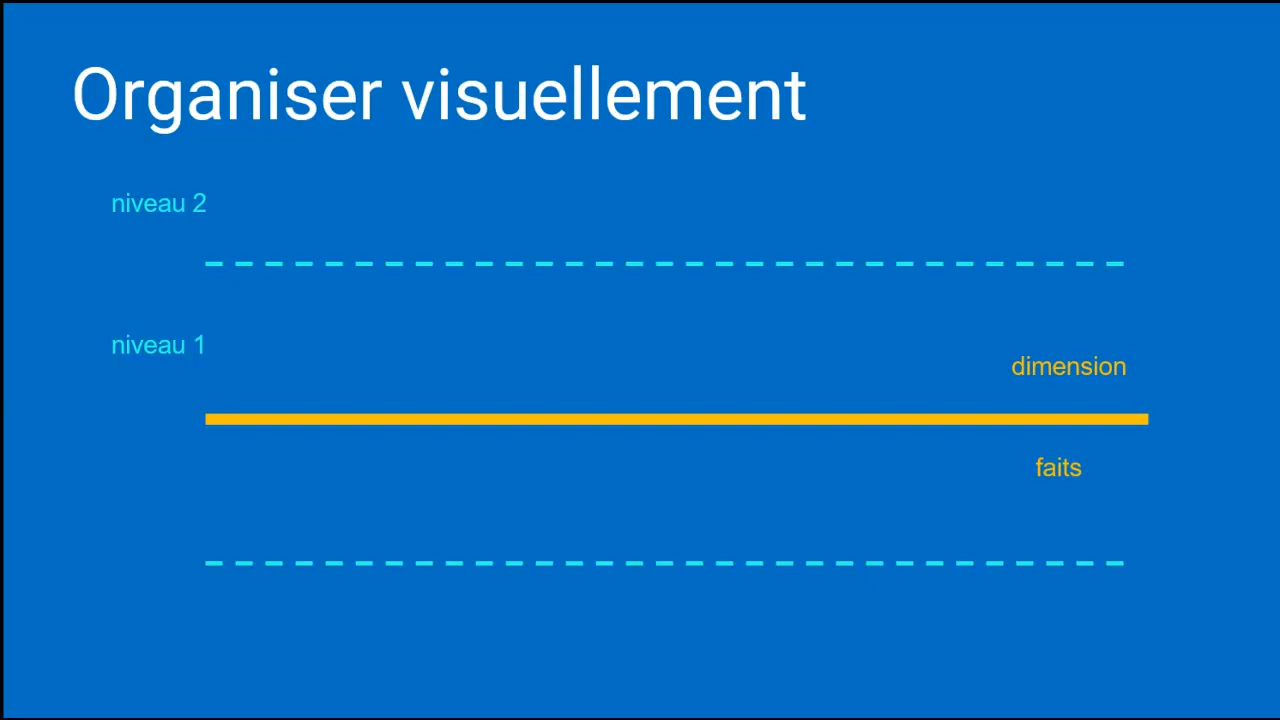 Organiser visuellement
niveau 2
niveau 1
dimension
faits